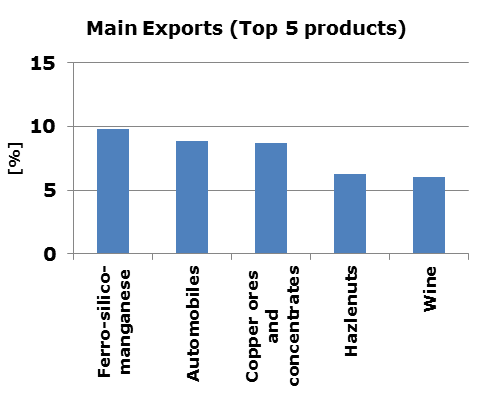 Main Exports (Top 5 products)
15
10
5
0
[%]
Ferro-silico-
manganese
Automobiles
Copper ores
and
concentrates
Hazlenuts
Wine